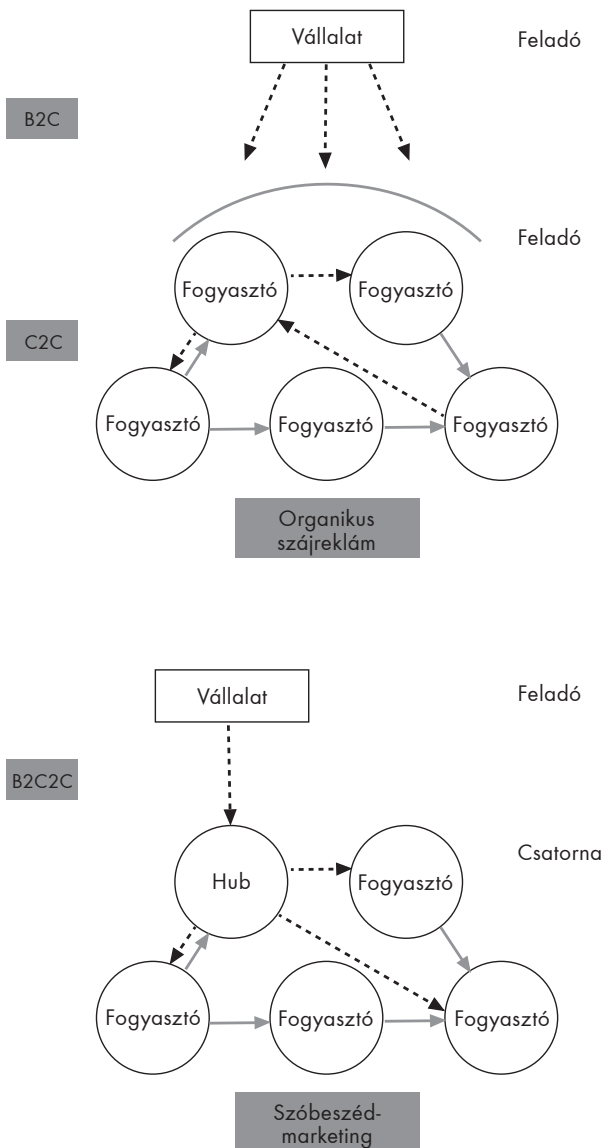 Vállalat
Feladó
B2C
Feladó
Fogyasztó
Fogyasztó
C2C
Fogyasztó
Fogyasztó
Fogyasztó
Organikus
szájreklám
Vállalat
Feladó
B2C2C
Csatorna
Hub
Fogyasztó
Fogyasztó
Fogyasztó
Fogyasztó
Szóbeszéd-
marketing